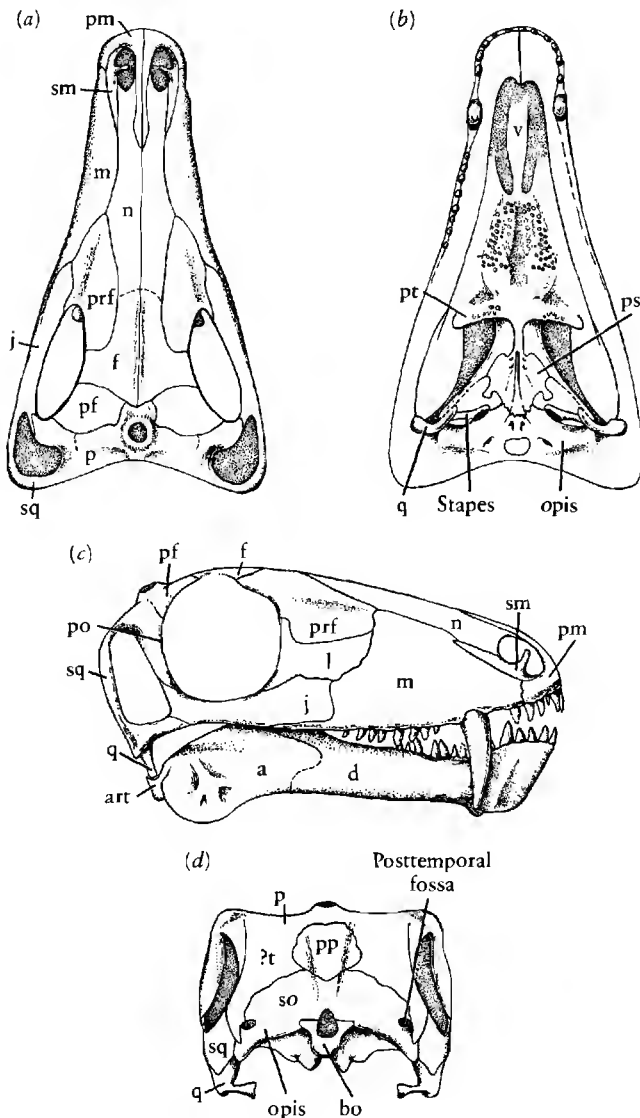 (a)
pm
sm
m
n
prf
j
f
pf
p
sq
(b)
v
pt
ps
q
Stapes
opis
(c)
pf
f
po
sq
prf
l
n
sm
pm
m
j
q
art
a
d
(d)
Posttemporal
fossa
p
pp
?t
so
sq
q
opis
bo